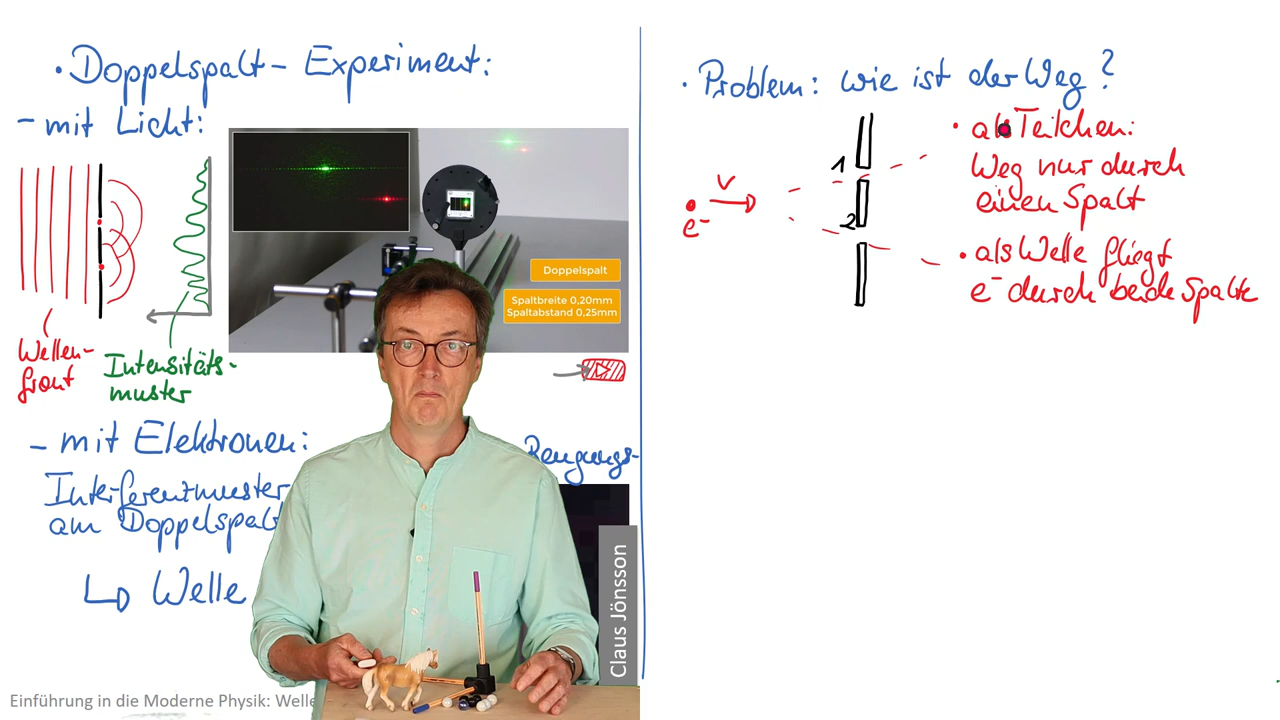 • Doppelspalt - Experiment:
- mit Licht:
Doppelspalt
Spaltbreite 0,20mm
Spaltabstand 0,25mm
Wellen-
front
Intensitäts-
muster
- mit Elektronen:
Beugungs-
Interferenzmuster
am Doppelspalt
↳ Welle
Claus Jönsson
Einführung in die Moderne Physik: Welle
• Problem: wie ist der Weg?
1
2
v
e⁻
• als Teilchen:
Weg nur durch
einen Spalt
• als Welle fliegt
e⁻ durch beide Spalte